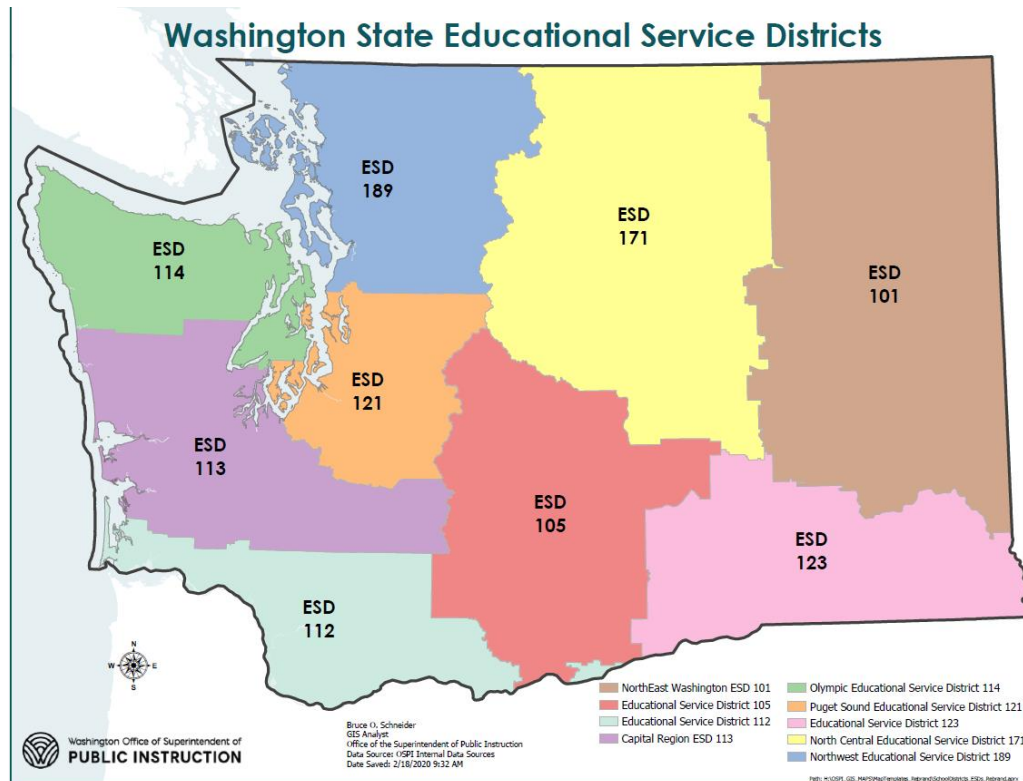 Washington State Educational Service Districts
ESD
189
ESD
171
ESD
114
ESD
101
ESD
121
ESD
113
ESD
105
ESD
123
ESD
112
N
W
E
S
NorthEast Washington ESD 101
Educational Service District 105
Educational Service District 112
Capital Region ESD 113
Olympic Educational Service District 114
Puget Sound Educational Service District 121
Educational Service District 123
North Central Educational Service District 171
Northwest Educational Service District 189
Washington Office of Superintendent of
PUBLIC INSTRUCTION
Bruce O. Schneider
GIS Analyst
Office of the Superintendent of Public Instruction
Data Source: OSPI Internal Data Sources
Date Saved: 2/18/2020 9:32 AM